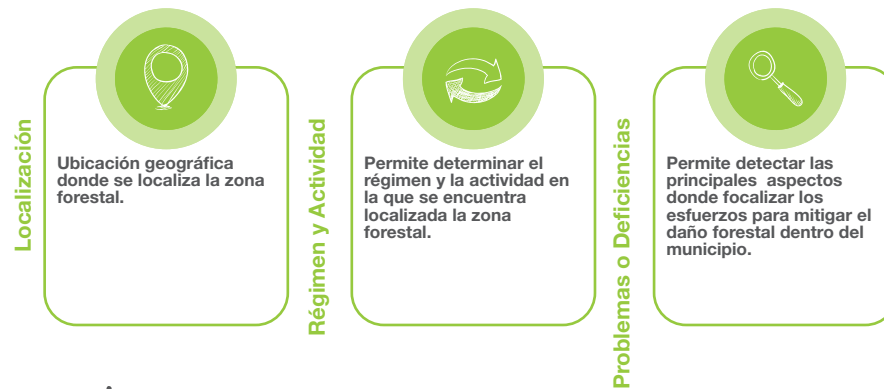 Localización
Ubicación geográfica
donde se localiza la zona
forestal.
Régimen y Actividad
Permite determinar el
régimen y la actividad en
la que se encuentra
localizada la zona
forestal.
Problemas o Deficiencias
Permite detectar las
principales aspectos
donde focalizar los
esfuerzos para mitigar el
daño forestal dentro del
municipio.